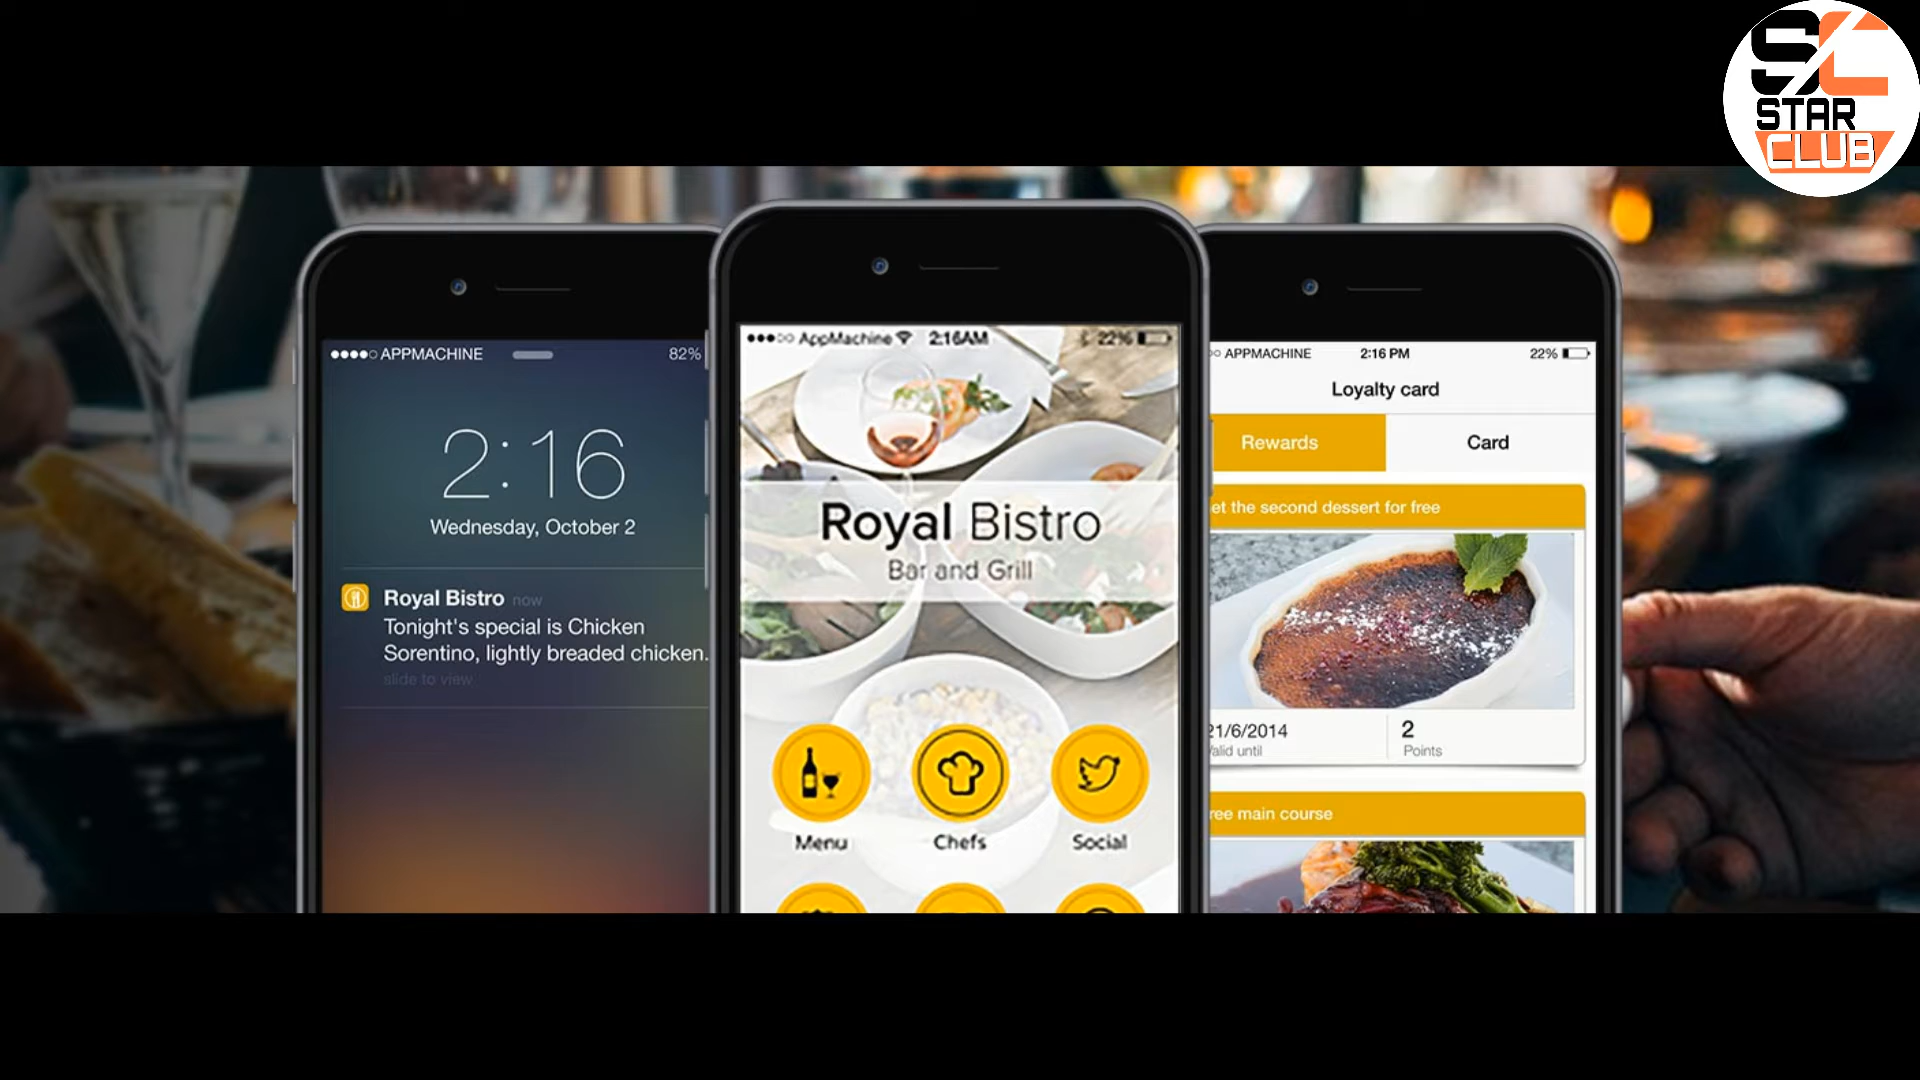 SC
STAR
CLUB
APPMACHINE
82%
2:16
Wednesday, October 2
Royal Bistro now
Tonight's special is Chicken
Sorentino, lightly breaded chicken.
slide to view
AppMachine 2:16AM 22%
Royal Bistro
Bar and Grill
Menu Chefs Social
APPMACHINE 2:16 PM 22%
Loyalty card
Rewards Card
et the second dessert for free
21/6/2014 2
Valid until Points
ree main course